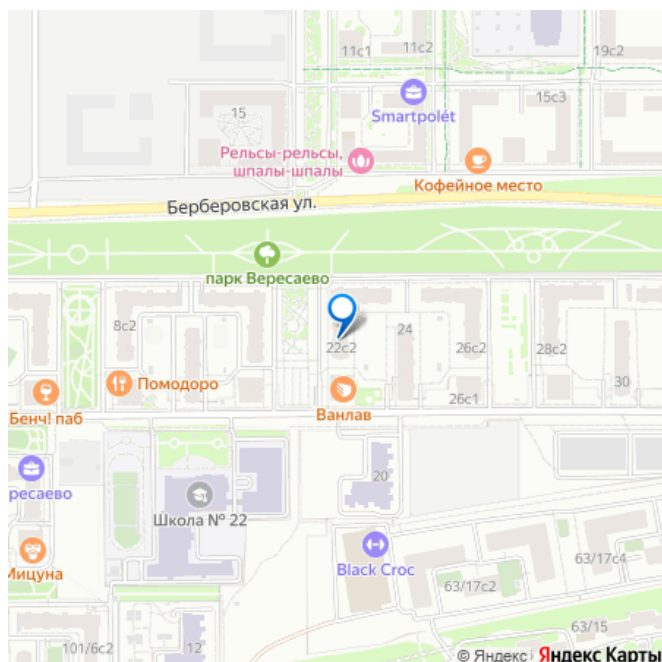 11с1
11с2
19с2
15
Smartpolét
15с3
Рельсы-рельсы,
шпалы-шпалы
Кофейное место
Берберовская ул.
парк Вересаево
8с2
22с2
24
26с2
28с2
30
Помодоро
Бенч! паб
Ванлав
26с1
ресаево
20
Школа № 22
Мицуна
Black Croc
63/17с2
63/17с4
63/15
101/6с2
12
© Яндекс Яндекс Карты